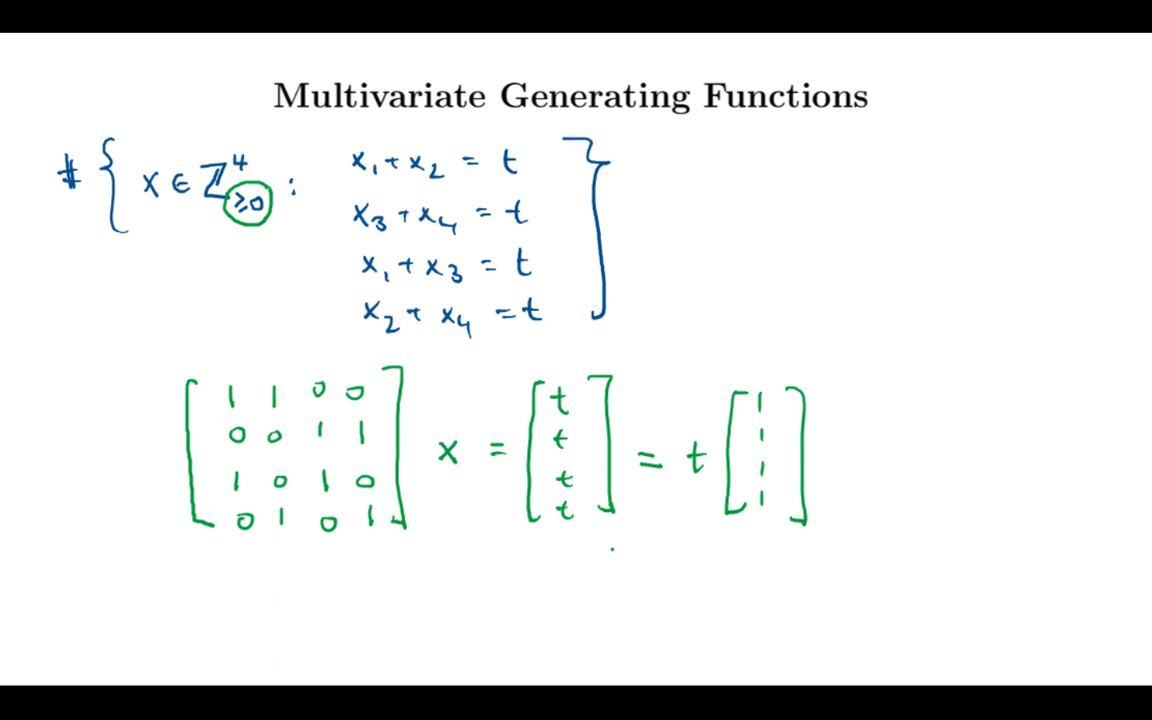 Multivariate Generating Functions
# { x ∈ ℤ⁴≥0 : x₁ + x₂ = t }
x₃ + x₄ = t
x₁ + x₃ = t
x₂ + x₄ = t
[ 1 1 0 0 ] [ t ] [ 1 ]
[ 0 0 1 1 ] x = [ t ] = t [ 1 ]
[ 1 0 1 0 ] [ t ] [ 1 ]
[ 0 1 0 1 ] [ t ] [ 1 ]